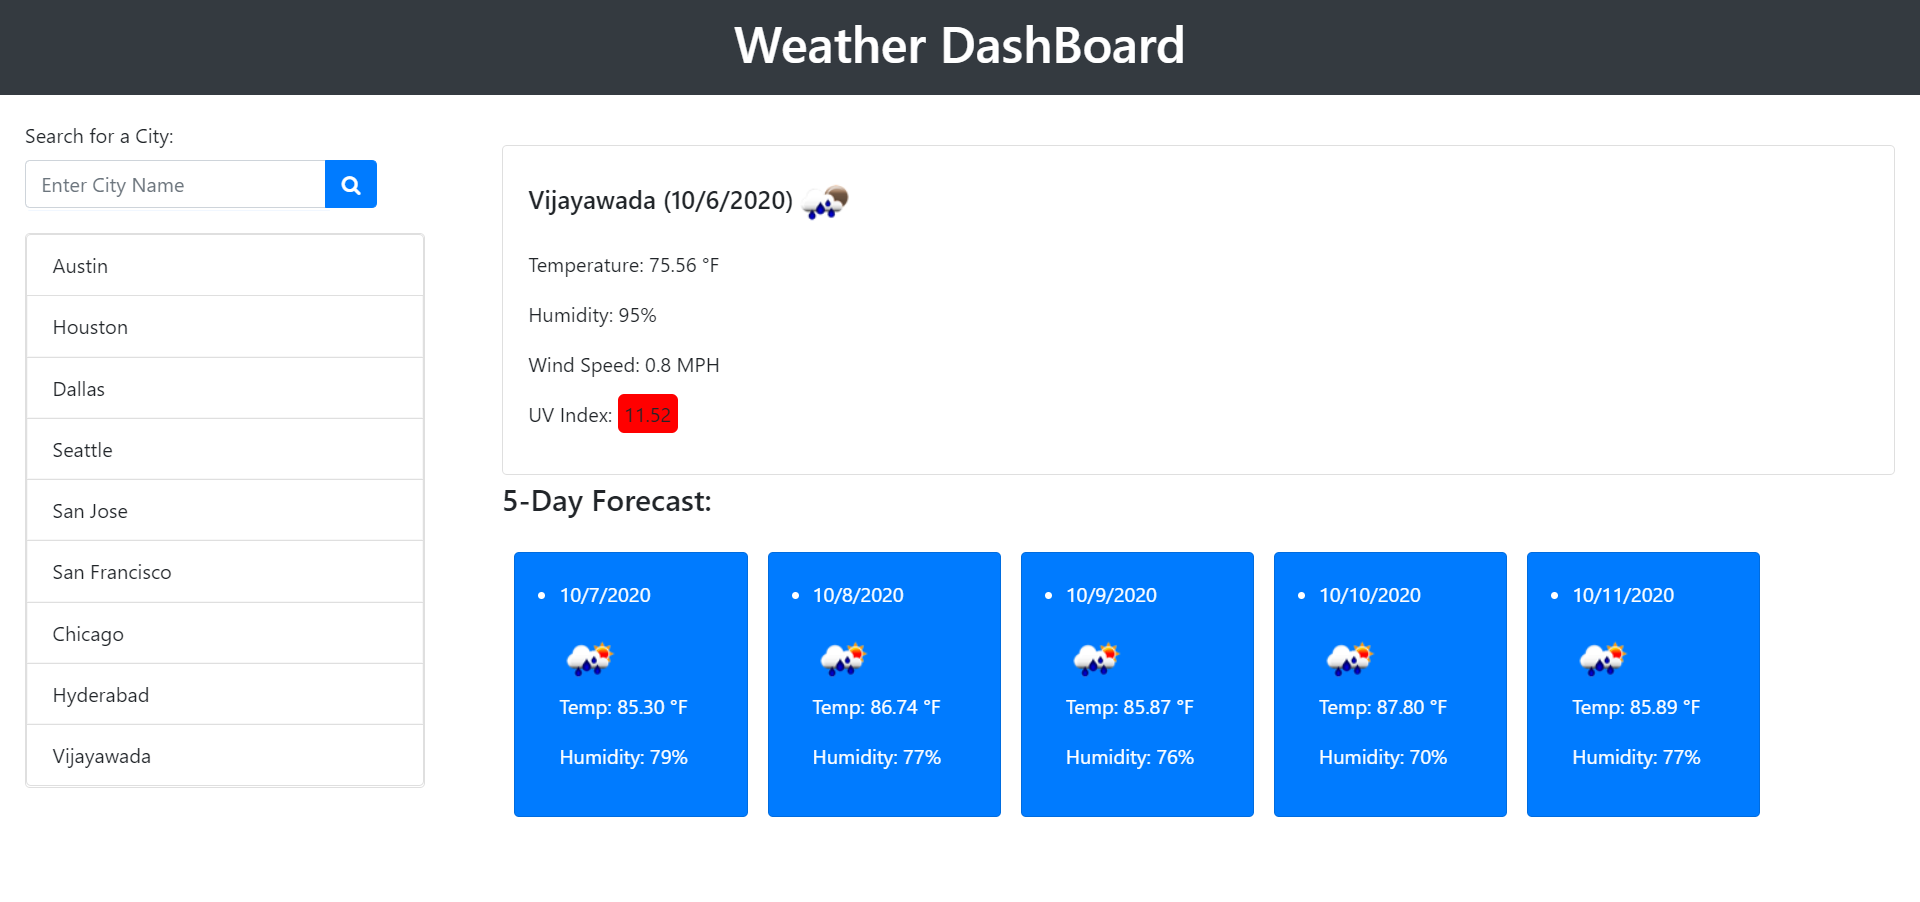 Weather DashBoard
Search for a City:
Enter City Name
Austin
Houston
Dallas
Seattle
San Jose
San Francisco
Chicago
Hyderabad
Vijayawada
Vijayawada (10/6/2020)
Temperature: 75.56 °F
Humidity: 95%
Wind Speed: 0.8 MPH
UV Index: 11.52
5-Day Forecast:
• 10/7/2020
Temp: 85.30 °F
Humidity: 79%
• 10/8/2020
Temp: 86.74 °F
Humidity: 77%
• 10/9/2020
Temp: 85.87 °F
Humidity: 76%
• 10/10/2020
Temp: 87.80 °F
Humidity: 70%
• 10/11/2020
Temp: 85.89 °F
Humidity: 77%